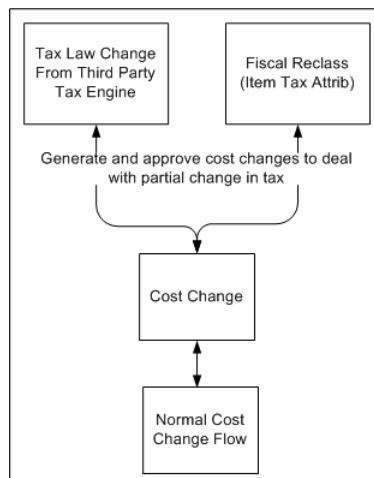 Tax Law Change
From Third Party
Tax Engine
Fiscal Reclass
(Item Tax Attrib)
Generate and approve cost changes to deal
with partial change in tax
Cost Change
Normal Cost
Change Flow